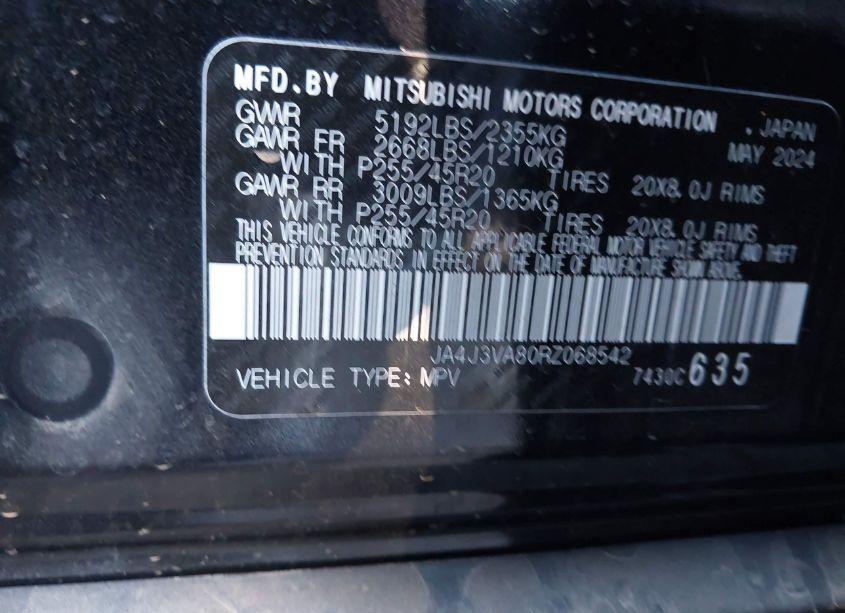 MFD.BY MITSUBISHI MOTORS CORPORATION , JAPAN
GVWR 5192LBS/2355KG MAY 2024
GAWR FR 2668LBS/1210KG
WITH P255/45R20 TIRES 20X8.0J RIMS
GAWR RR 3009LBS/1365KG
WITH P255/45R20 TIRES 20X8.0J RIMS
THIS VEHICLE CONFORMS TO ALL APPLICABLE FEDERAL MOTOR VEHICLE SAFETY AND THEFT
PREVENTION STANDARDS, IN EFFECT ON THE DATE OF MANUFACTURE SHOWN ABOVE.
JA4J3VA80RZ068542
VEHICLE TYPE: MPV 7430C 635